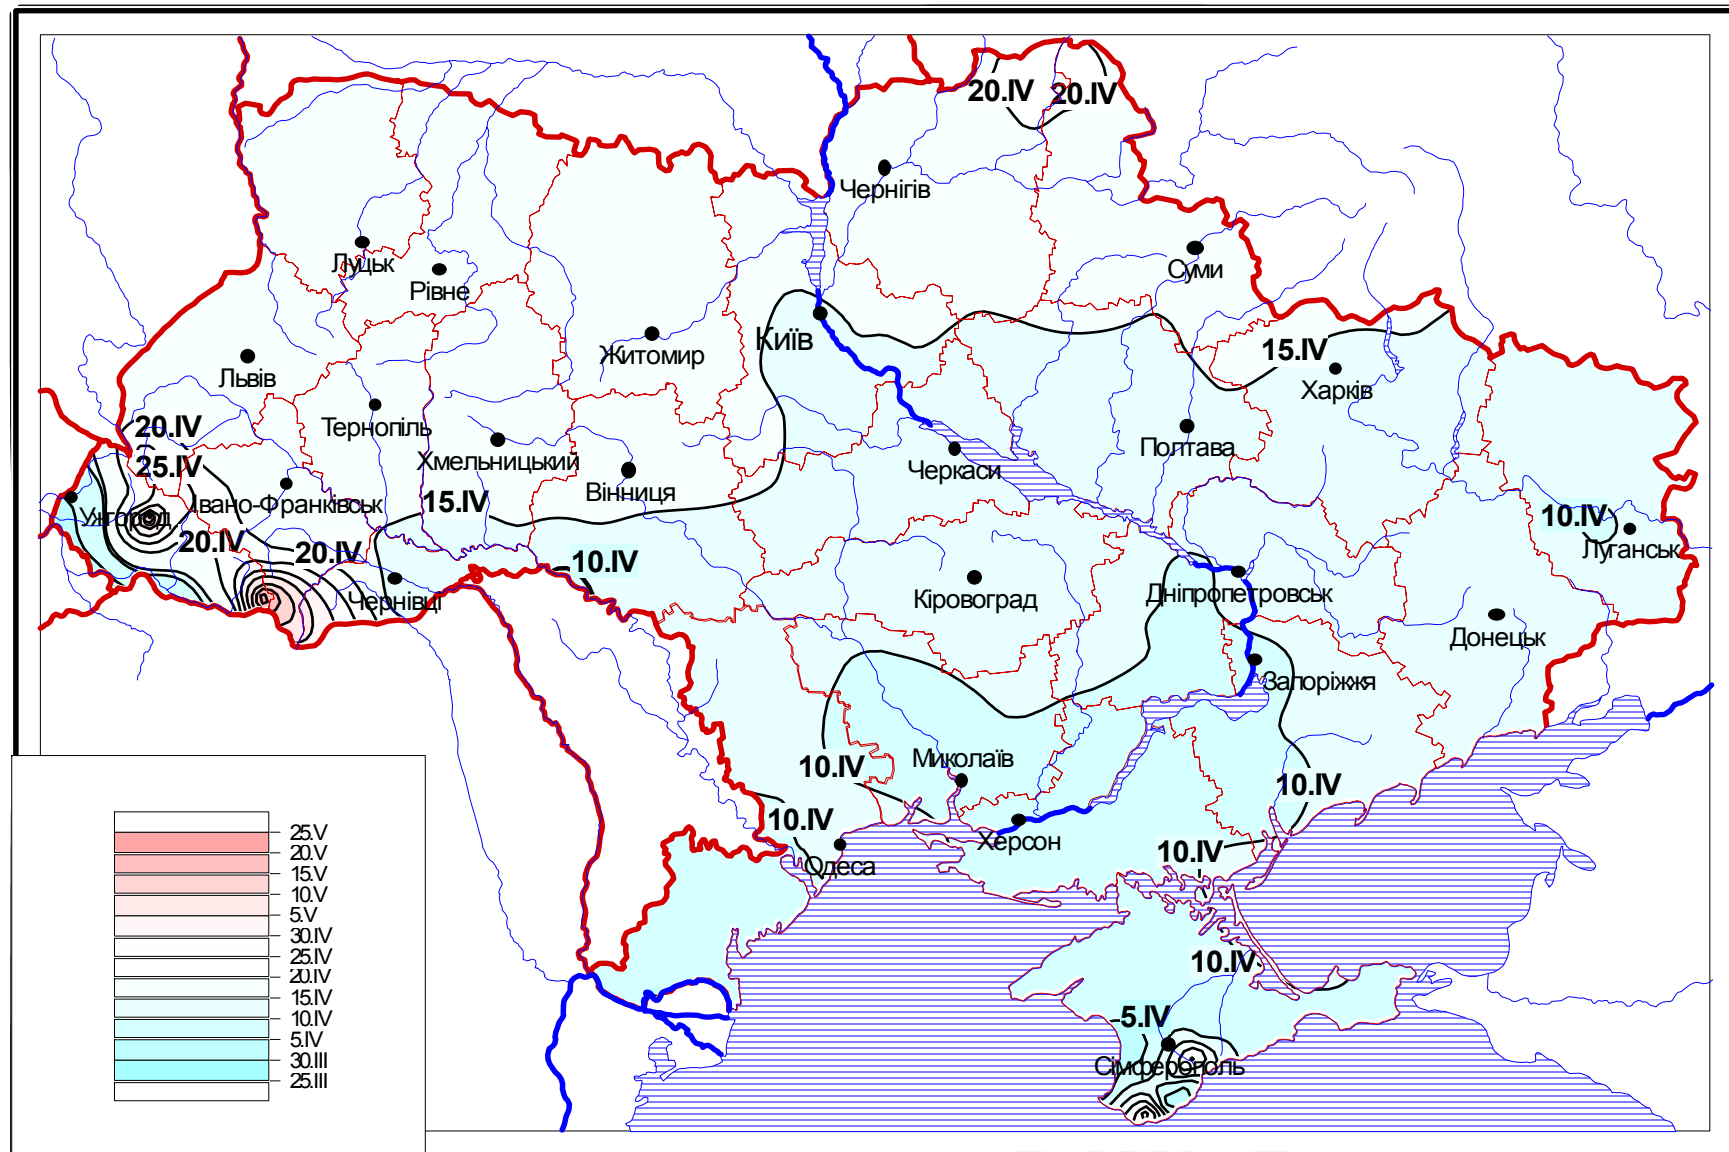 20.IV 20.IV
Чернігів
Луцьк
Суми
Рівне
Київ
Житомир
15.IV
Львів
Харків
20.IV
Тернопіль
Полтава
25.IV
Хмельницький
Черкаси
Вінниця
Івано-Франківськ
15.IV
Ужгород
10.IV
20.IV
20.IV
Луганськ
10.IV
Чернівці
Кіровоград
Дніпропетровськ
Донецьк
Запоріжжя
Миколаїв
10.IV
10.IV
10.IV
Херсон
10.IV
Одеса
10.IV
5.IV
Сімферополь
25.V
20.V
15.V
10.V
5.V
30.IV
25.IV
20.IV
15.IV
10.IV
5.IV
30.III
25.III